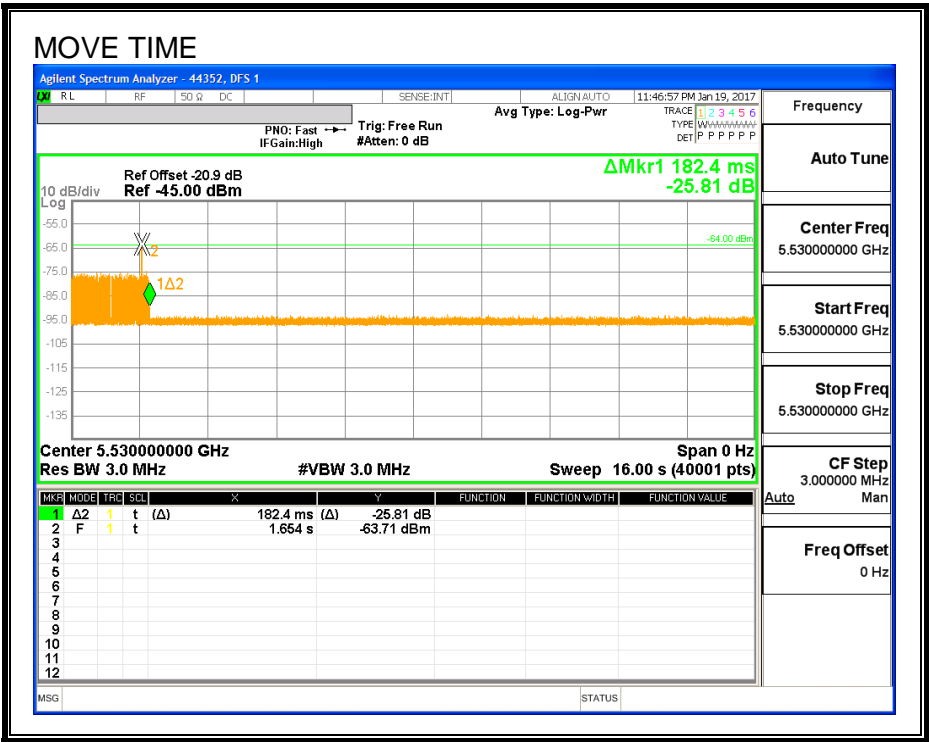 MOVE TIME
Agilent Spectrum Analyzer - 44352, DFS 1
LXI RL RF 50 Ω DC SENSE:INT ALIGN AUTO 11:46:57 PM Jan 19, 2017
Avg Type: Log-Pwr
TRACE 1 2 3 4 5 6
TYPE WWWWWW
DET P P P P P P
PNO: Fast Trig: Free Run
IFGain:High #Atten: 0 dB
ΔMkr1 182.4 ms
-25.81 dB
Ref Offset -20.9 dB
10 dB/div Ref -45.00 dBm
Log
-55.0
-65.0
-75.0
-85.0
-95.0
-105
-115
-125
-135
-64.00 dBm
2
1Δ2
Center 5.530000000 GHz Span 0 Hz
Res BW 3.0 MHz #VBW 3.0 MHz Sweep 16.00 s (40001 pts)
MKR MODE TRC SCL X Y FUNCTION FUNCTION WIDTH FUNCTION VALUE
1 Δ2 1 t (Δ) 182.4 ms (Δ) -25.81 dB
2 F 1 t 1.654 s -63.71 dBm
3
4
5
6
7
8
9
10
11
12
MSG STATUS
Frequency
Auto Tune
Center Freq
5.530000000 GHz
Start Freq
5.530000000 GHz
Stop Freq
5.530000000 GHz
CF Step
3.000000 MHz
Auto Man
Freq Offset
0 Hz